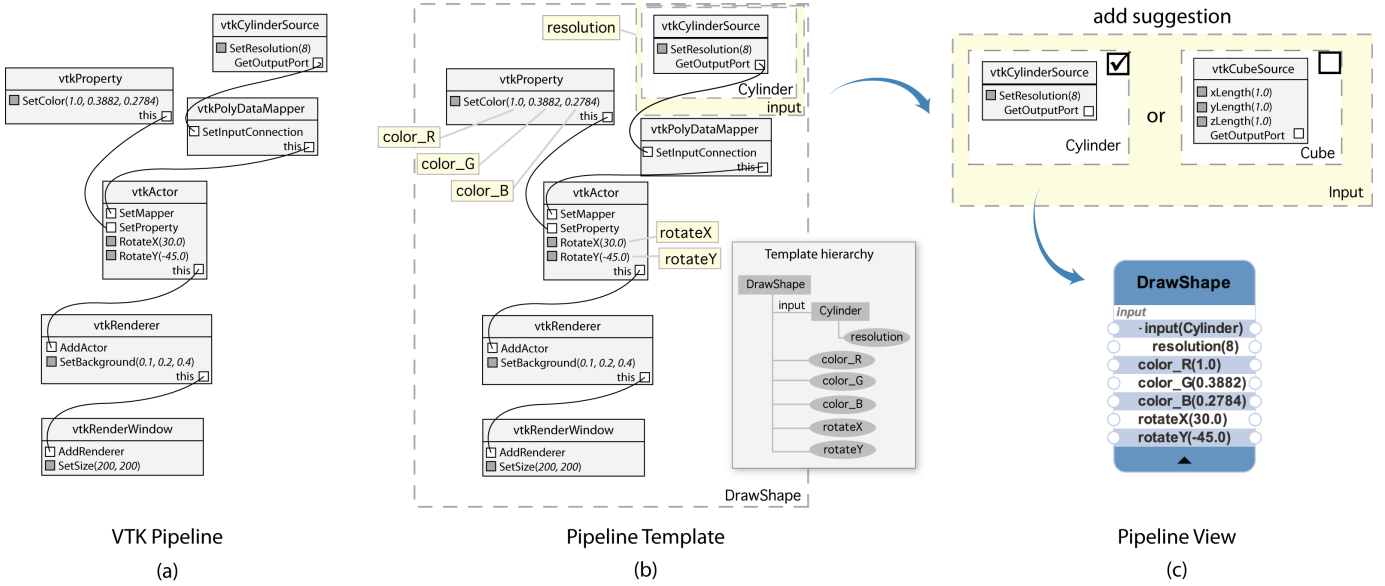 vtkCylinderSource
SetResolution(8)
GetOutputPort
vtkProperty
SetColor(1.0, 0.3882, 0.2784)
this
vtkPolyDataMapper
SetInputConnection
this
vtkActor
SetMapper
SetProperty
RotateX(30.0)
RotateY(-45.0)
this
vtkRenderer
AddActor
SetBackground(0.1, 0.2, 0.4)
this
vtkRenderWindow
AddRenderer
SetSize(200, 200)
VTK Pipeline
(a)
resolution
vtkCylinderSource
SetResolution(8)
GetOutputPort
Cylinder
input
vtkProperty
SetColor(1.0, 0.3882, 0.2784)
this
color_R
color_G
color_B
vtkPolyDataMapper
SetInputConnection
this
vtkActor
SetMapper
SetProperty
RotateX(30.0)
RotateY(-45.0)
this
rotateX
rotateY
vtkRenderer
AddActor
SetBackground(0.1, 0.2, 0.4)
this
vtkRenderWindow
AddRenderer
SetSize(200, 200)
Template hierarchy
DrawShape
input
Cylinder
resolution
color_R
color_G
color_B
rotateX
rotateY
DrawShape
Pipeline Template
(b)
add suggestion
vtkCylinderSource
SetResolution(8)
GetOutputPort
Cylinder
or
vtkCubeSource
xLength(1.0)
yLength(1.0)
zLength(1.0)
GetOutputPort
Cube
Input
DrawShape
input
-input(Cylinder)
resolution(8)
color_R(1.0)
color_G(0.3882)
color_B(0.2784)
rotateX(30.0)
rotateY(-45.0)
Pipeline View
(c)